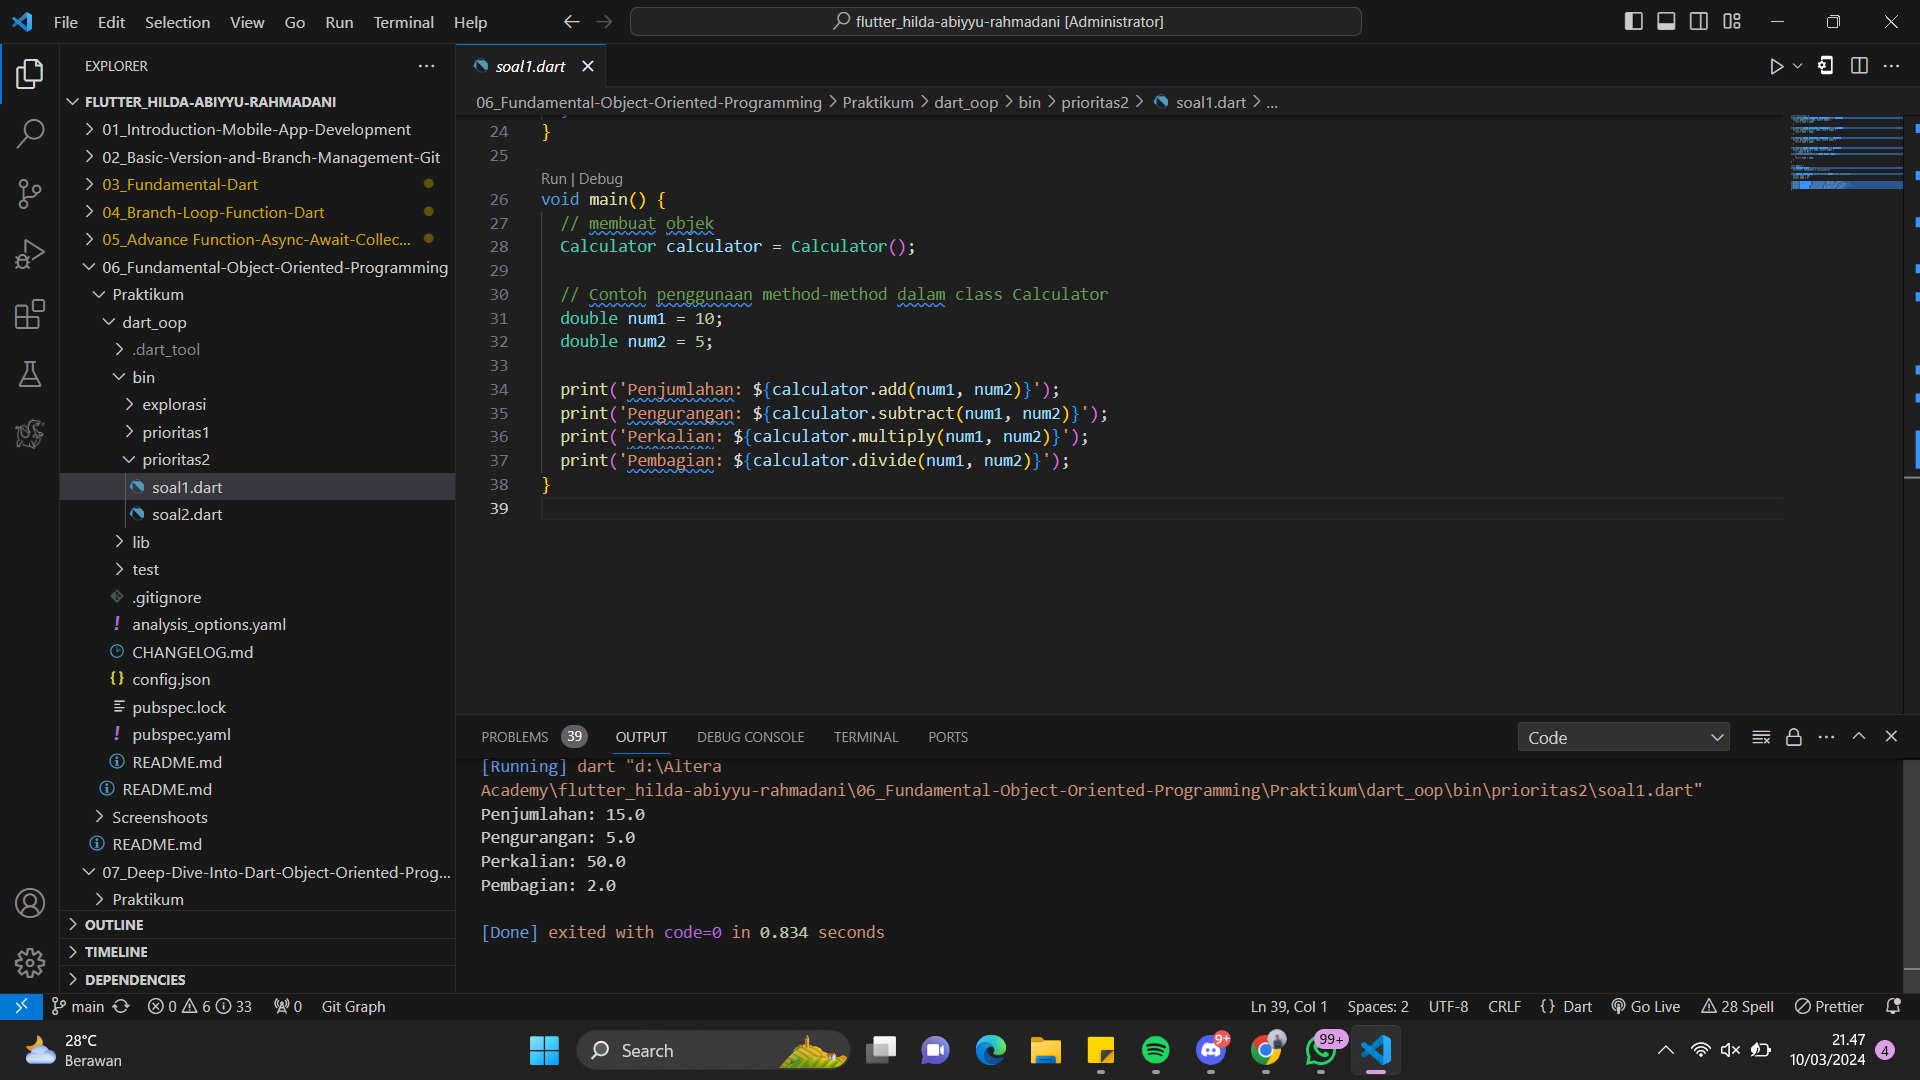 File Edit Selection View Go Run Terminal Help
flutter_hilda-abiyyu-rahmadani [Administrator]
EXPLORER
FLUTTER_HILDA-ABIYYU-RAHMADANI
01_Introduction-Mobile-App-Development
02_Basic-Version-and-Branch-Management-Git
03_Fundamental-Dart
04_Branch-Loop-Function-Dart
05_Advance Function-Async-Await-Collec...
06_Fundamental-Object-Oriented-Programming
Praktikum
dart_oop
.dart_tool
bin
explorasi
prioritas1
prioritas2
soal1.dart
soal2.dart
lib
test
.gitignore
analysis_options.yaml
CHANGELOG.md
config.json
pubspec.lock
pubspec.yaml
README.md
README.md
Screenshoots
README.md
07_Deep-Dive-Into-Dart-Object-Oriented-Prog...
Praktikum
OUTLINE
TIMELINE
DEPENDENCIES
soal1.dart
06_Fundamental-Object-Oriented-Programming > Praktikum > dart_oop > bin > prioritas2 > soal1.dart > ...
24 }
25
Run | Debug
26 void main() {
27 // membuat objek
28 Calculator calculator = Calculator();
29
30 // Contoh penggunaan method-method dalam class Calculator
31 double num1 = 10;
32 double num2 = 5;
33
34 print('Penjumlahan: ${calculator.add(num1, num2)}');
35 print('Pengurangan: ${calculator.subtract(num1, num2)}');
36 print('Perkalian: ${calculator.multiply(num1, num2)}');
37 print('Pembagian: ${calculator.divide(num1, num2)}');
38 }
39
PROBLEMS 39 OUTPUT DEBUG CONSOLE TERMINAL PORTS
Code
[Running] dart "d:\Altera
Academy\flutter_hilda-abiyyu-rahmadani\06_Fundamental-Object-Oriented-Programming\Praktikum\dart_oop\bin\prioritas2\soal1.dart"
Penjumlahan: 15.0
Pengurangan: 5.0
Perkalian: 50.0
Pembagian: 2.0
[Done] exited with code=0 in 0.834 seconds
main 0 6 33 0 Git Graph
Ln 39, Col 1 Spaces: 2 UTF-8 CRLF {} Dart Go Live 28 Spell Prettier
28°C
Berawan
Search
9+
99+
21.47
10/03/2024
4